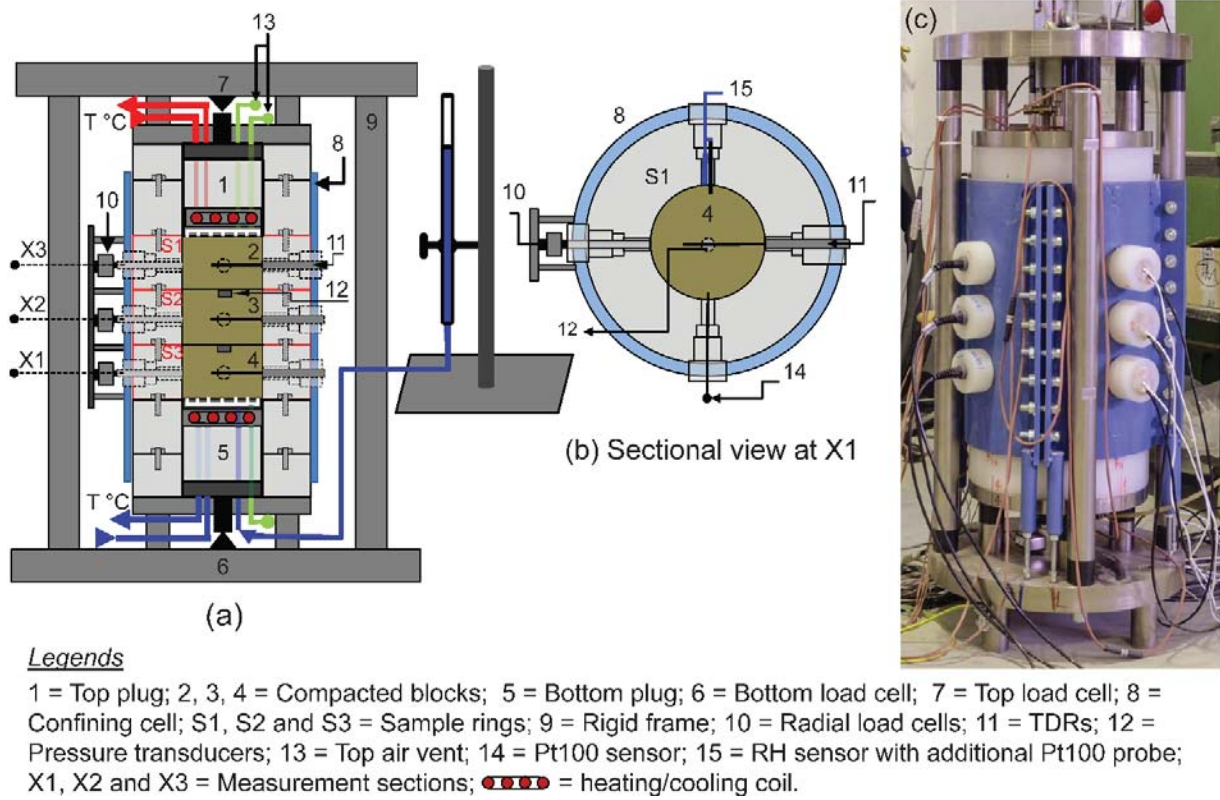 13
7
T °C
9
8
1
10
S1
2
11
X3
12
S2
3
X2
S3
4
X1
5
T °C
6
(a)
15
8
S1
10
11
4
12
14
(b) Sectional view at X1
(c)
Legends
1 = Top plug; 2, 3, 4 = Compacted blocks; 5 = Bottom plug; 6 = Bottom load cell; 7 = Top load cell; 8 =
Confining cell; S1, S2 and S3 = Sample rings; 9 = Rigid frame; 10 = Radial load cells; 11 = TDRs; 12 =
Pressure transducers; 13 = Top air vent; 14 = Pt100 sensor; 15 = RH sensor with additional Pt100 probe;
X1, X2 and X3 = Measurement sections; = heating/cooling coil.